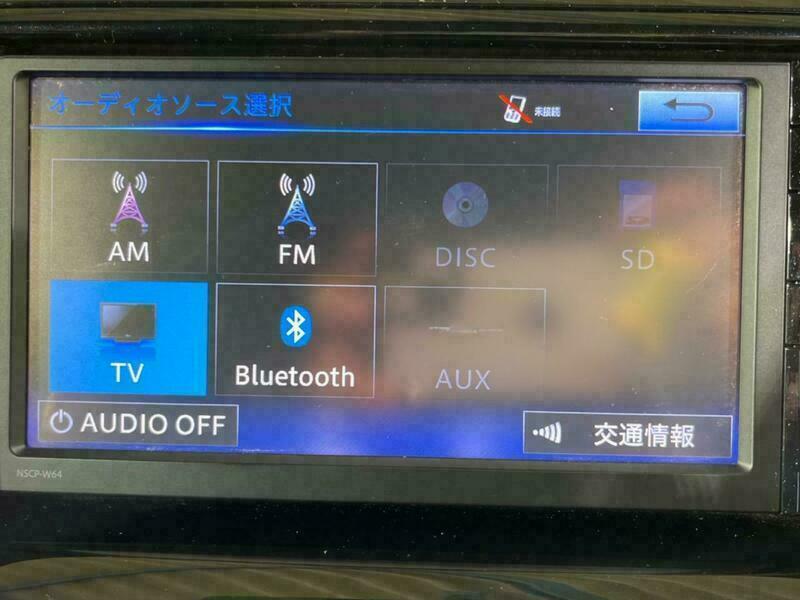 オーディオソース選択
未接続
AM
FM
DISC
SD
TV
Bluetooth
AUX
AUDIO OFF
交通情報
NSCP-W64